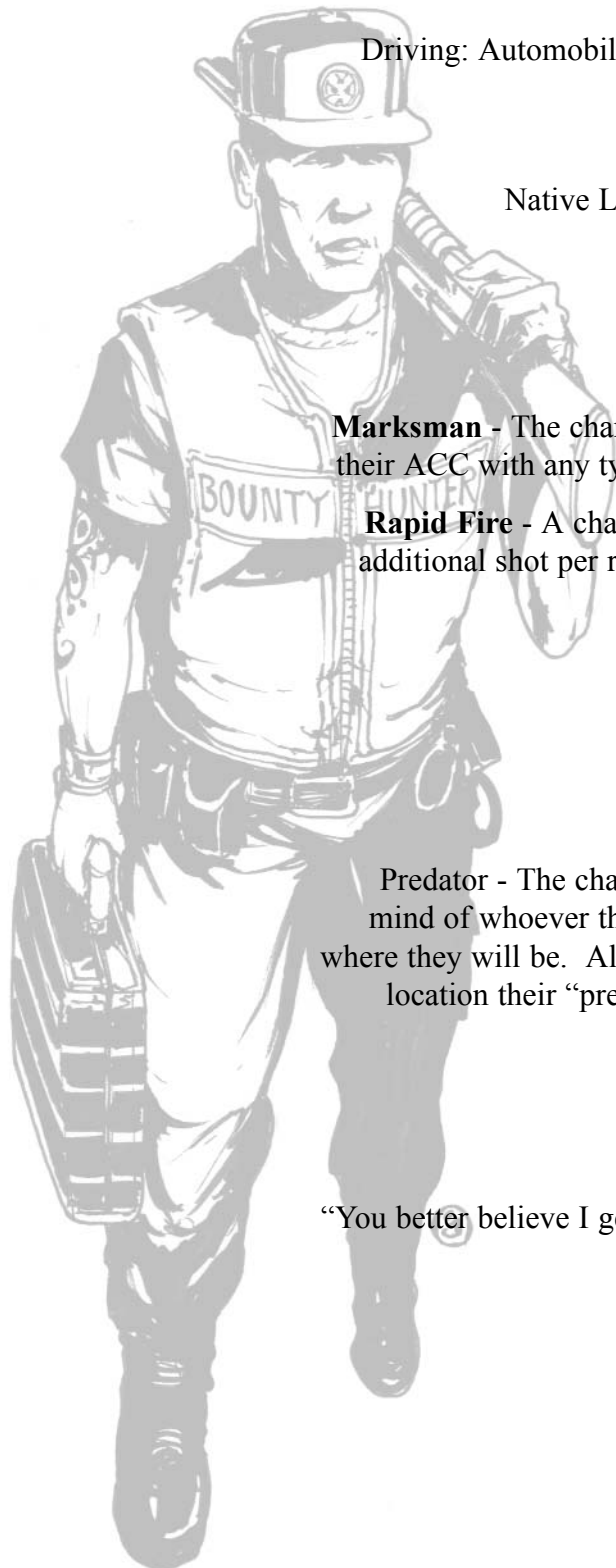 Driving: Automobil
Native L
Marksman - The cha
their ACC with any ty
BOUNTY HUNTER
Rapid Fire - A cha
additional shot per r
Predator - The cha
mind of whoever th
where they will be. Al
location their “pre
“You better believe I g